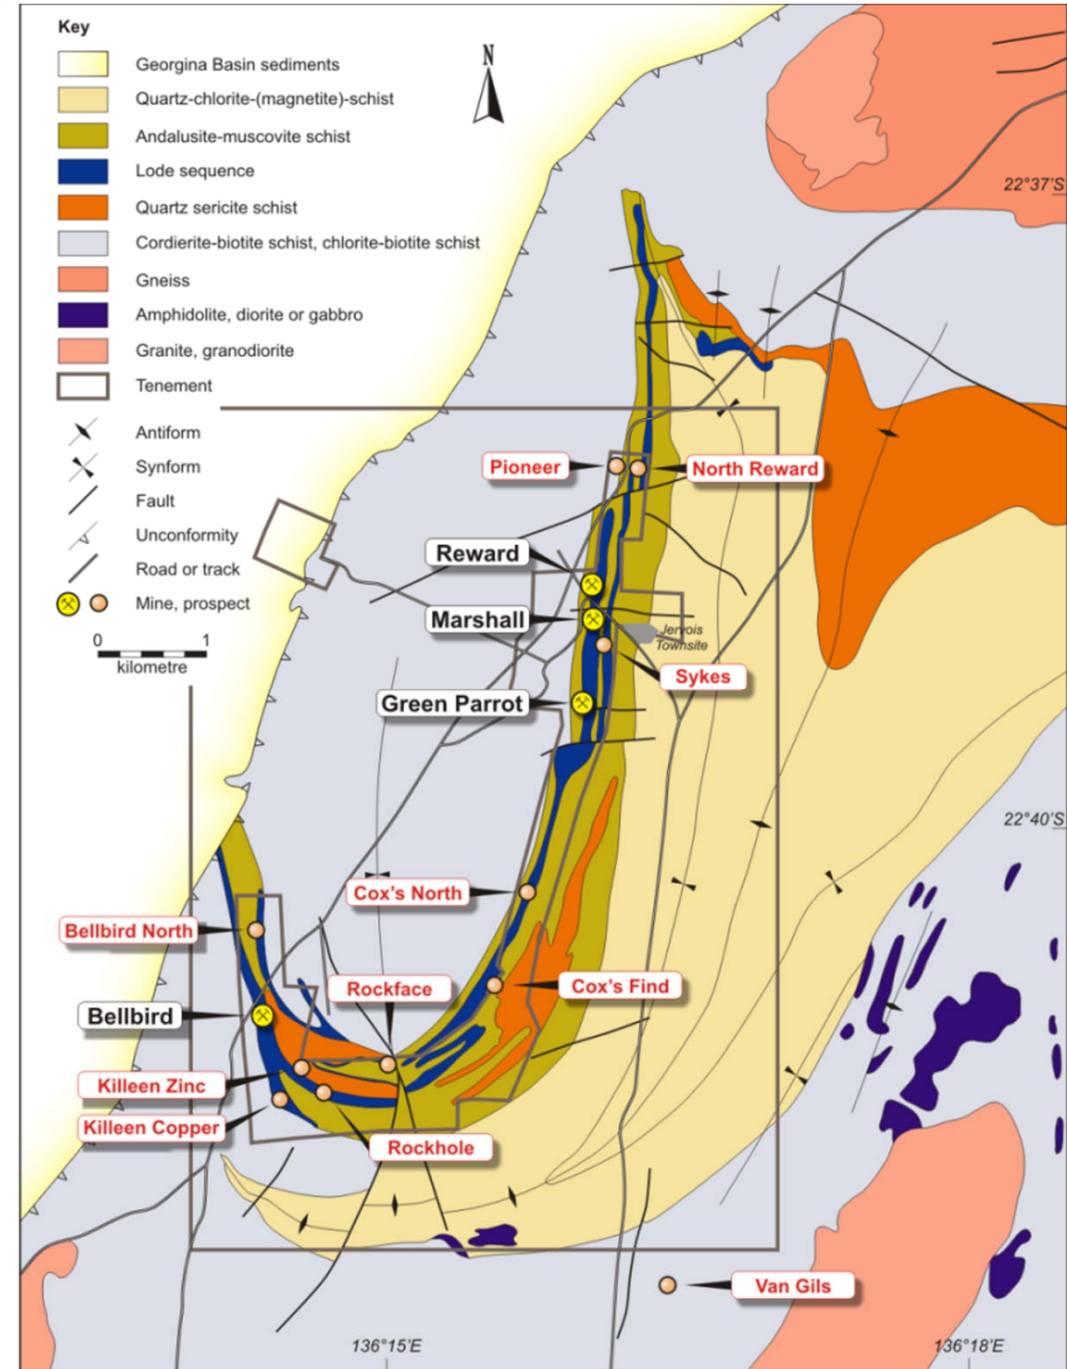 Key
Georgina Basin sediments
Quartz-chlorite-(magnetite)-schist
Andalusite-muscovite schist
Lode sequence
Quartz sericite schist
Cordierite-biotite schist, chlorite-biotite schist
Gneiss
Amphidolite, diorite or gabbro
Granite, granodiorite
Tenement
Antiform
Synform
Fault
Unconformity
Road or track
Mine, prospect
0 1
kilometre
N
22°37'S
Pioneer
North Reward
Reward
Marshall
Jervois
Townsite
Sykes
Green Parrot
22°40'S
Cox's North
Bellbird North
Rockface
Cox's Find
Bellbird
Killeen Zinc
Killeen Copper
Rockhole
Van Gils
136°15'E
136°18'E